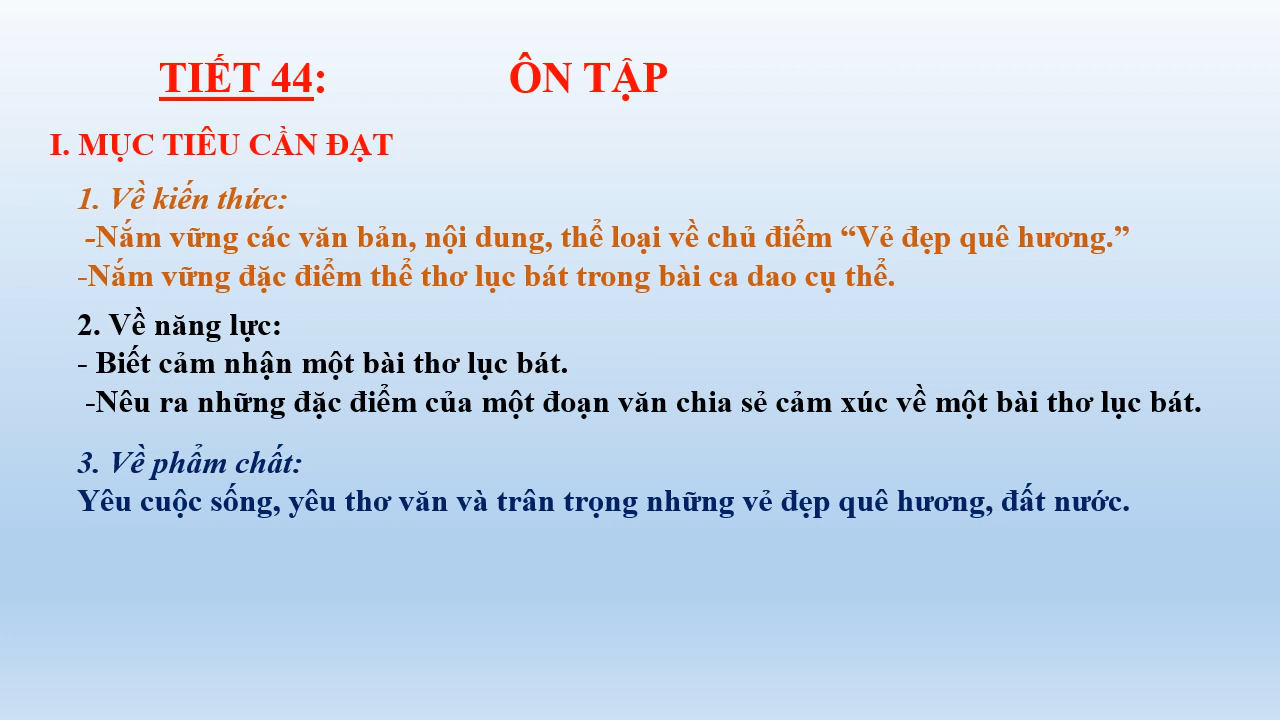 TIẾT 44: ÔN TẬP
I. MỤC TIÊU CẦN ĐẠT
1. Về kiến thức:
-Nắm vững các văn bản, nội dung, thể loại về chủ điểm “Vẻ đẹp quê hương.”
-Nắm vững đặc điểm thể thơ lục bát trong bài ca dao cụ thể.
2. Về năng lực:
- Biết cảm nhận một bài thơ lục bát.
-Nêu ra những đặc điểm của một đoạn văn chia sẻ cảm xúc về một bài thơ lục bát.
3. Về phẩm chất:
Yêu cuộc sống, yêu thơ văn và trân trọng những vẻ đẹp quê hương, đất nước.